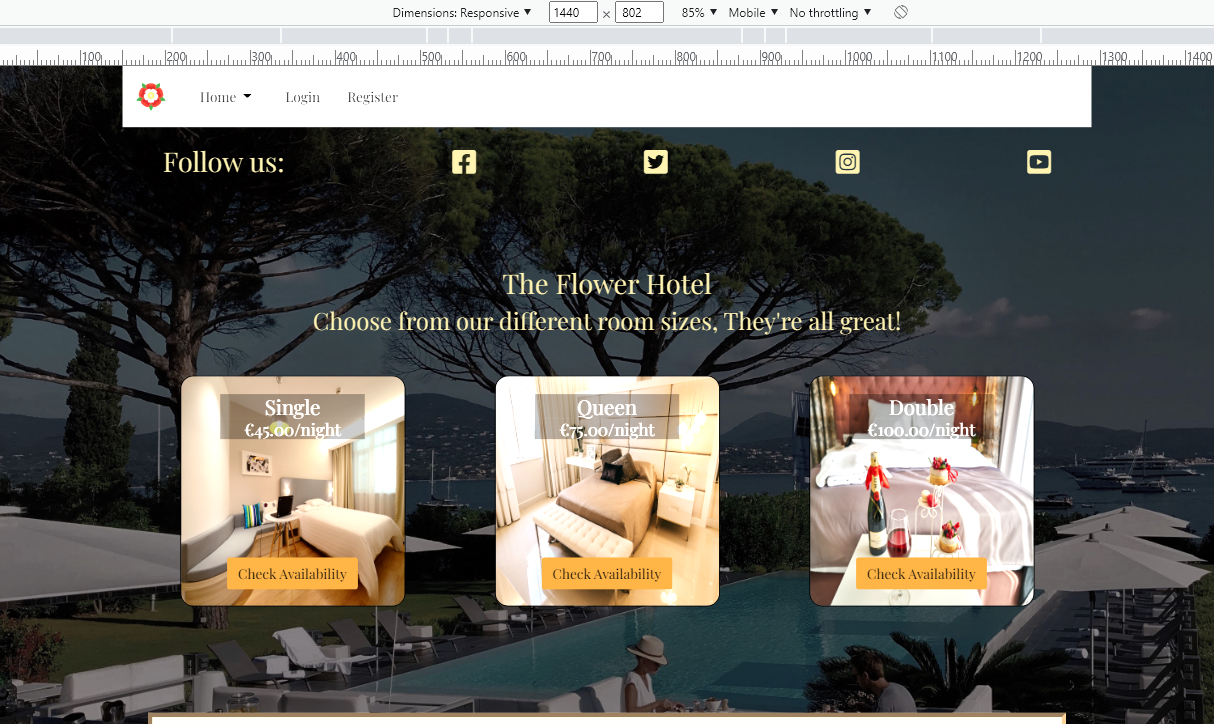 Dimensions: Responsive ▼ 1440 × 802 85% ▼ Mobile ▼ No throttling ▼
100 200 300 400 500 600 700 800 900 1000 1100 1200 1300 1400
Home Login Register
Follow us:
The Flower Hotel
Choose from our different room sizes, They're all great!
Single Queen Double
€45.00/night €75.00/night €100.00/night
Check Availability Check Availability Check Availability